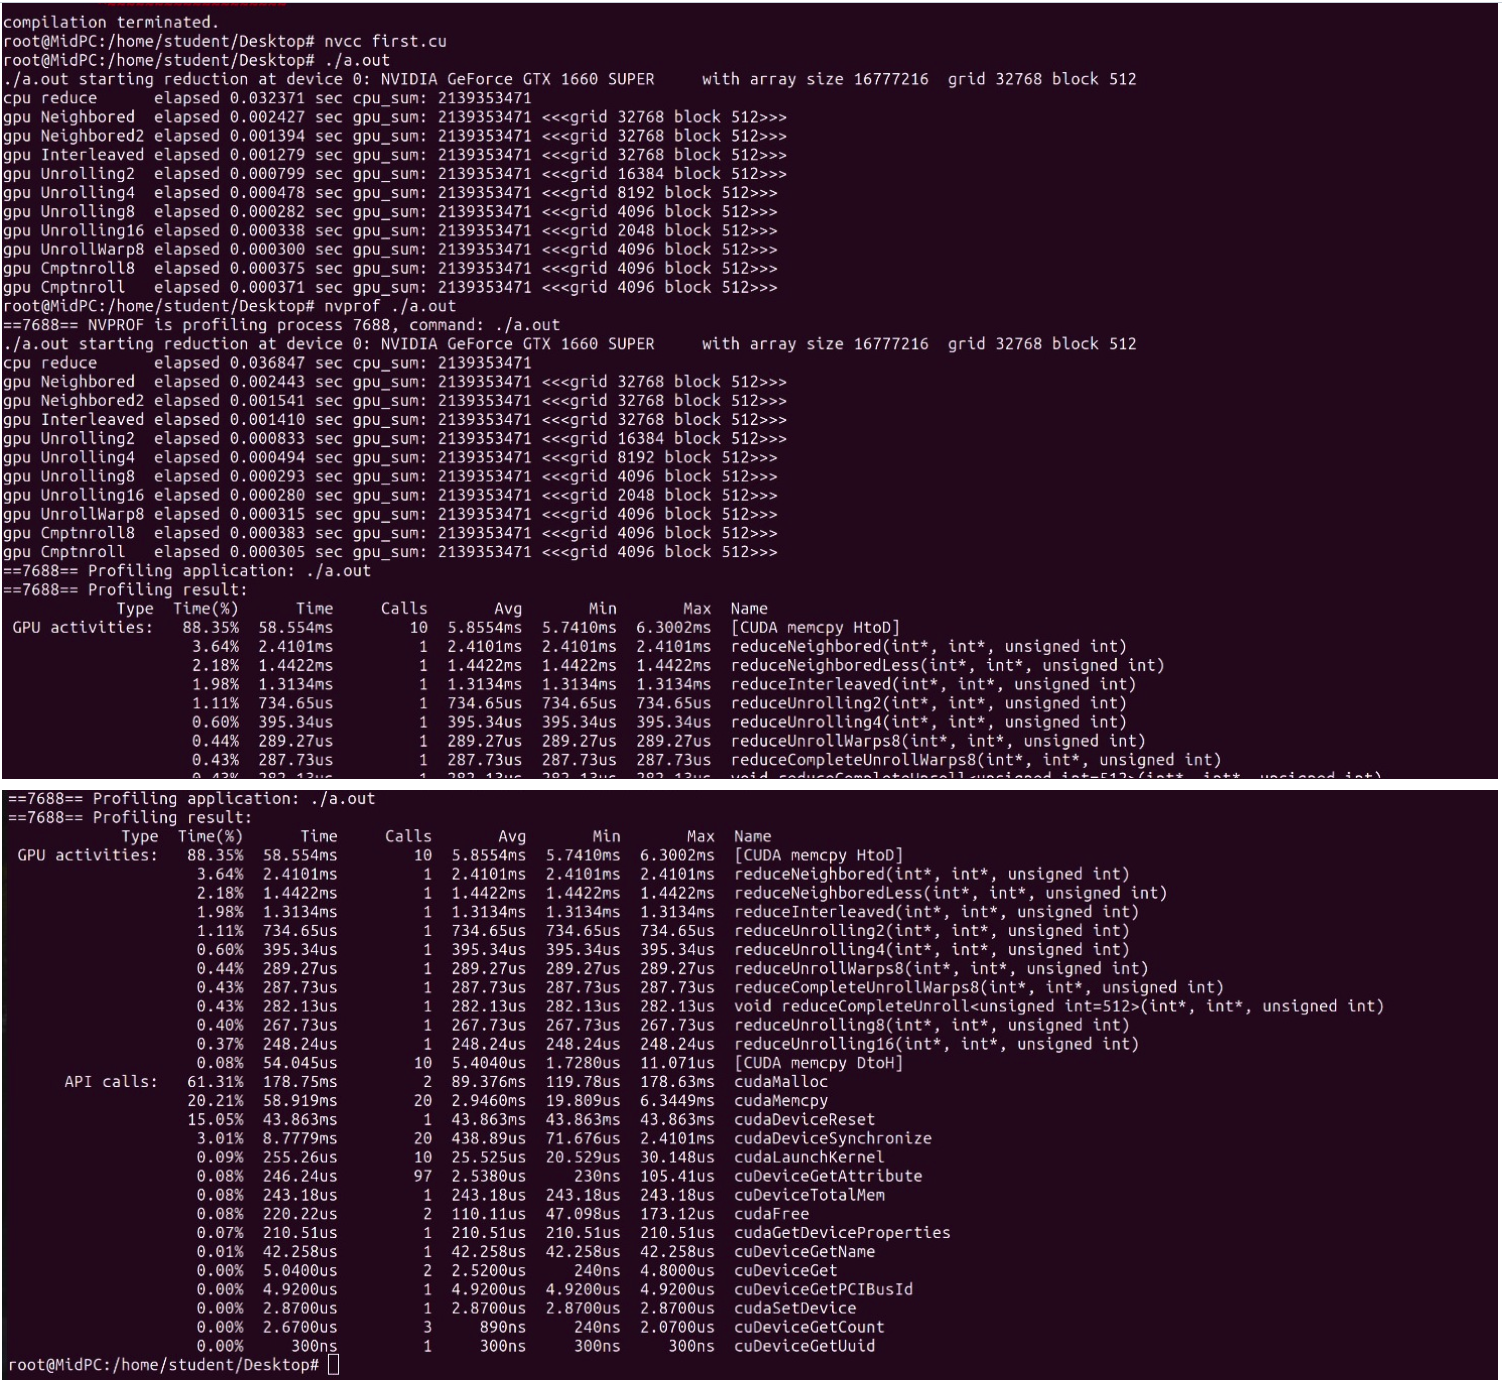 compilation terminated.
root@MidPC:/home/student/Desktop# nvcc first.cu
root@MidPC:/home/student/Desktop# ./a.out
./a.out starting reduction at device 0: NVIDIA GeForce GTX 1660 SUPER     with array size 16777216  grid 32768 block 512
cpu reduce      elapsed 0.032371 sec cpu_sum: 2139353471
gpu Neighbored  elapsed 0.002427 sec gpu_sum: 2139353471 <<<grid 32768 block 512>>>
gpu Neighbored2 elapsed 0.001394 sec gpu_sum: 2139353471 <<<grid 32768 block 512>>>
gpu Interleaved elapsed 0.001279 sec gpu_sum: 2139353471 <<<grid 32768 block 512>>>
gpu Unrolling2  elapsed 0.000799 sec gpu_sum: 2139353471 <<<grid 16384 block 512>>>
gpu Unrolling4  elapsed 0.000478 sec gpu_sum: 2139353471 <<<grid 8192 block 512>>>
gpu Unrolling8  elapsed 0.000282 sec gpu_sum: 2139353471 <<<grid 4096 block 512>>>
gpu Unrolling16 elapsed 0.000338 sec gpu_sum: 2139353471 <<<grid 2048 block 512>>>
gpu UnrollWarp8 elapsed 0.000300 sec gpu_sum: 2139353471 <<<grid 4096 block 512>>>
gpu Cmptnroll8  elapsed 0.000375 sec gpu_sum: 2139353471 <<<grid 4096 block 512>>>
gpu Cmptnroll   elapsed 0.000371 sec gpu_sum: 2139353471 <<<grid 4096 block 512>>>
root@MidPC:/home/student/Desktop# nvprof ./a.out
==7688== NVPROF is profiling process 7688, command: ./a.out
./a.out starting reduction at device 0: NVIDIA GeForce GTX 1660 SUPER     with array size 16777216  grid 32768 block 512
cpu reduce      elapsed 0.036847 sec cpu_sum: 2139353471
gpu Neighbored  elapsed 0.002443 sec gpu_sum: 2139353471 <<<grid 32768 block 512>>>
gpu Neighbored2 elapsed 0.001541 sec gpu_sum: 2139353471 <<<grid 32768 block 512>>>
gpu Interleaved elapsed 0.001410 sec gpu_sum: 2139353471 <<<grid 32768 block 512>>>
gpu Unrolling2  elapsed 0.000833 sec gpu_sum: 2139353471 <<<grid 16384 block 512>>>
gpu Unrolling4  elapsed 0.000494 sec gpu_sum: 2139353471 <<<grid 8192 block 512>>>
gpu Unrolling8  elapsed 0.000293 sec gpu_sum: 2139353471 <<<grid 4096 block 512>>>
gpu Unrolling16 elapsed 0.000280 sec gpu_sum: 2139353471 <<<grid 2048 block 512>>>
gpu UnrollWarp8 elapsed 0.000315 sec gpu_sum: 2139353471 <<<grid 4096 block 512>>>
gpu Cmptnroll8  elapsed 0.000383 sec gpu_sum: 2139353471 <<<grid 4096 block 512>>>
gpu Cmptnroll   elapsed 0.000305 sec gpu_sum: 2139353471 <<<grid 4096 block 512>>>
==7688== Profiling application: ./a.out
==7688== Profiling result:
Type  Time(%)      Time     Calls       Avg       Min       Max  Name
GPU activities:   88.35%  58.554ms        10  5.8554ms  5.7410ms  6.3002ms  [CUDA memcpy HtoD]
3.64%  2.4101ms         1  2.4101ms  2.4101ms  2.4101ms  reduceNeighbored(int*, int*, unsigned int)
2.18%  1.4422ms         1  1.4422ms  1.4422ms  1.4422ms  reduceNeighboredLess(int*, int*, unsigned int)
1.98%  1.3134ms         1  1.3134ms  1.3134ms  1.3134ms  reduceInterleaved(int*, int*, unsigned int)
1.11%  734.65us         1  734.65us  734.65us  734.65us  reduceUnrolling2(int*, int*, unsigned int)
0.60%  395.34us         1  395.34us  395.34us  395.34us  reduceUnrolling4(int*, int*, unsigned int)
0.44%  289.27us         1  289.27us  289.27us  289.27us  reduceUnrollWarps8(int*, int*, unsigned int)
0.43%  287.73us         1  287.73us  287.73us  287.73us  reduceCompleteUnrollWarps8(int*, int*, unsigned int)
0.43%  282.13us         1  282.13us  282.13us  282.13us  void reduceCompleteUnroll<unsigned int=512>(int*, int*, unsigned int)
==7688== Profiling application: ./a.out
==7688== Profiling result:
Type  Time(%)      Time     Calls       Avg       Min       Max  Name
GPU activities:   88.35%  58.554ms        10  5.8554ms  5.7410ms  6.3002ms  [CUDA memcpy HtoD]
3.64%  2.4101ms         1  2.4101ms  2.4101ms  2.4101ms  reduceNeighbored(int*, int*, unsigned int)
2.18%  1.4422ms         1  1.4422ms  1.4422ms  1.4422ms  reduceNeighboredLess(int*, int*, unsigned int)
1.98%  1.3134ms         1  1.3134ms  1.3134ms  1.3134ms  reduceInterleaved(int*, int*, unsigned int)
1.11%  734.65us         1  734.65us  734.65us  734.65us  reduceUnrolling2(int*, int*, unsigned int)
0.60%  395.34us         1  395.34us  395.34us  395.34us  reduceUnrolling4(int*, int*, unsigned int)
0.44%  289.27us         1  289.27us  289.27us  289.27us  reduceUnrollWarps8(int*, int*, unsigned int)
0.43%  287.73us         1  287.73us  287.73us  287.73us  reduceCompleteUnrollWarps8(int*, int*, unsigned int)
0.43%  282.13us         1  282.13us  282.13us  282.13us  void reduceCompleteUnroll<unsigned int=512>(int*, int*, unsigned int)
0.40%  267.73us         1  267.73us  267.73us  267.73us  reduceUnrolling8(int*, int*, unsigned int)
0.37%  248.24us         1  248.24us  248.24us  248.24us  reduceUnrolling16(int*, int*, unsigned int)
0.08%  54.045us        10  5.4040us  1.7280us  11.071us  [CUDA memcpy DtoH]
API calls:   61.31%  178.75ms         2  89.376ms  119.78us  178.63ms  cudaMalloc
20.21%  58.919ms        20  2.9460ms  19.809us  6.3449ms  cudaMemcpy
15.05%  43.863ms         1  43.863ms  43.863ms  43.863ms  cudaDeviceReset
3.01%  8.7779ms        20  438.89us  71.676us  2.4101ms  cudaDeviceSynchronize
0.09%  255.26us        10  25.525us  20.529us  30.148us  cudaLaunchKernel
0.08%  246.24us        97  2.5380us     230ns  105.41us  cuDeviceGetAttribute
0.08%  243.18us         1  243.18us  243.18us  243.18us  cuDeviceTotalMem
0.08%  220.22us         2  110.11us  47.098us  173.12us  cudaFree
0.07%  210.51us         1  210.51us  210.51us  210.51us  cudaGetDeviceProperties
0.01%  42.258us         1  42.258us  42.258us  42.258us  cuDeviceGetName
0.00%  5.0400us         2  2.5200us     240ns  4.8000us  cuDeviceGet
0.00%  4.9200us         1  4.9200us  4.9200us  4.9200us  cuDeviceGetPCIBusId
0.00%  2.8700us         1  2.8700us  2.8700us  2.8700us  cudaSetDevice
0.00%  2.6700us         3     890ns     240ns  2.0700us  cuDeviceGetCount
0.00%     300ns         1     300ns     300ns     300ns  cuDeviceGetUuid
root@MidPC:/home/student/Desktop#